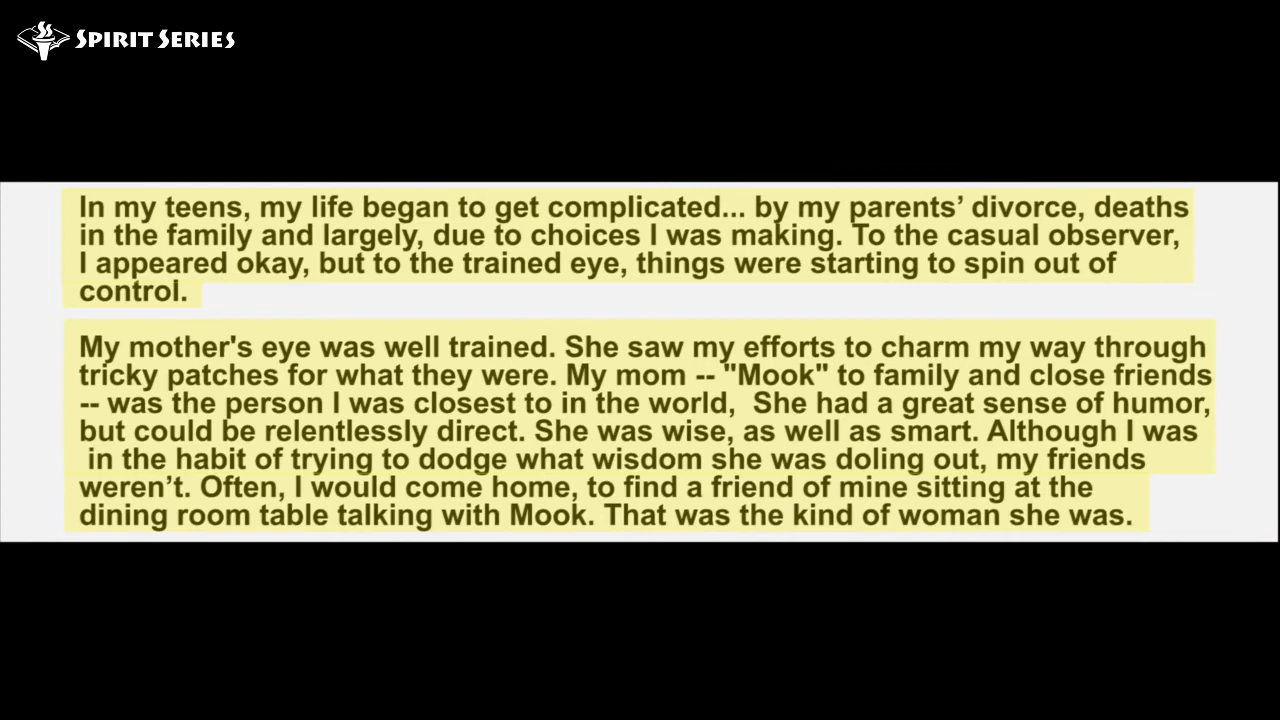 SPIRIT SERIES
In my teens, my life began to get complicated... by my parents’ divorce, deaths
in the family and largely, due to choices I was making. To the casual observer,
I appeared okay, but to the trained eye, things were starting to spin out of
control.
My mother's eye was well trained. She saw my efforts to charm my way through
tricky patches for what they were. My mom -- "Mook" to family and close friends
-- was the person I was closest to in the world,  She had a great sense of humor,
but could be relentlessly direct. She was wise, as well as smart. Although I was
in the habit of trying to dodge what wisdom she was doling out, my friends
weren’t. Often, I would come home, to find a friend of mine sitting at the
dining room table talking with Mook. That was the kind of woman she was.